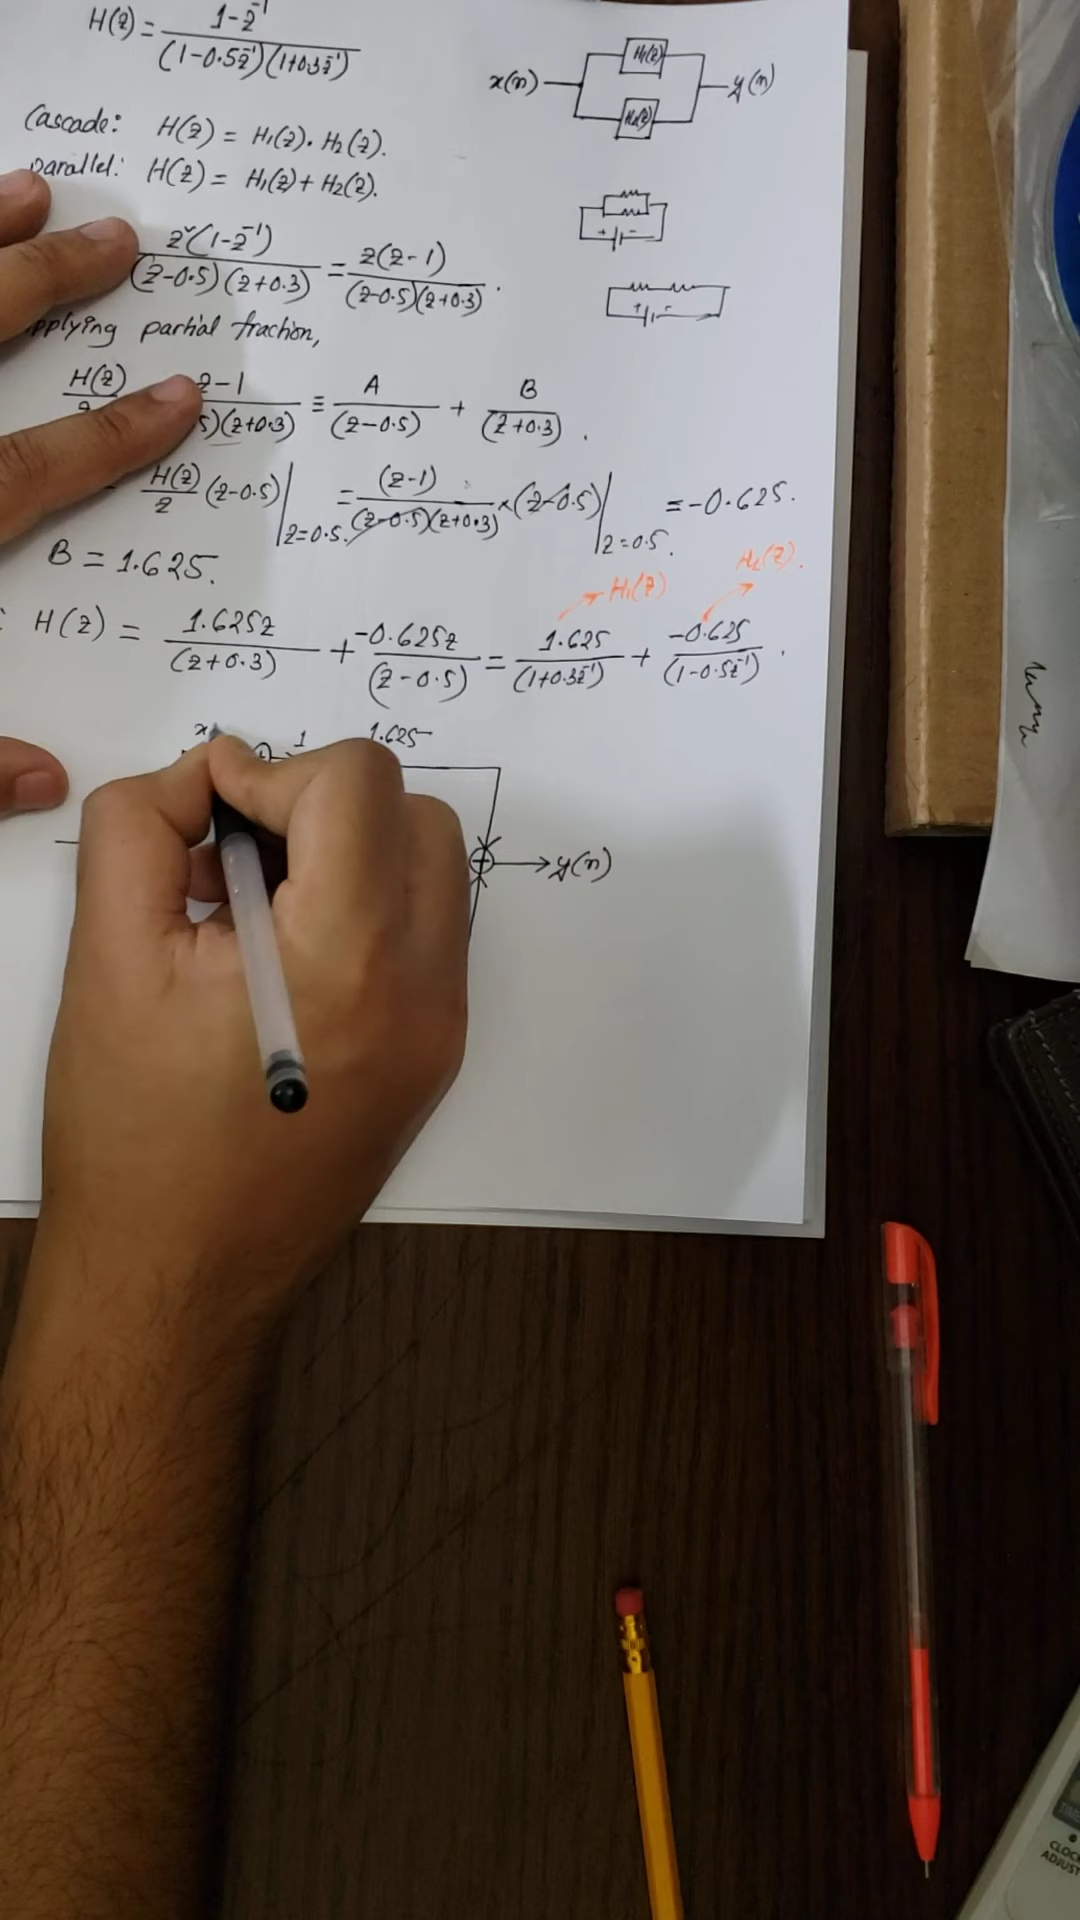 H(z) = 1-z⁻¹ / (1-0.5z⁻¹)(1+0.3z⁻¹)
H₁(z)
x(n) y(n)
H₂(z)
Cascade: H(z) = H₁(z). H₂(z).
parallel: H(z) = H₁(z) + H₂(z).
z²(1-z⁻¹) / (z-0.5)(z+0.3) = z(z-1) / (z-0.5)(z+0.3) .
+ -
+ -
pplying partial fraction,
H(z) / z z-1 / 5)(z+0.3) ≡ A / (z-0.5) + B / (z+0.3) .
H(z)/z (z-0.5) | z=0.5. = (z-1) / (z-0.5)(z+0.3) × (z-0.5) | z=0.5. = -0.625.
B = 1.625.
H₁(z) H₂(z).
: H(z) = 1.625z / (z+0.3) + -0.625z / (z-0.5) = 1.625 / (1+0.3z⁻¹) + -0.625 / (1-0.5z⁻¹) .
x 1 1.625
+ y(n)
CLOCK
ADJUST